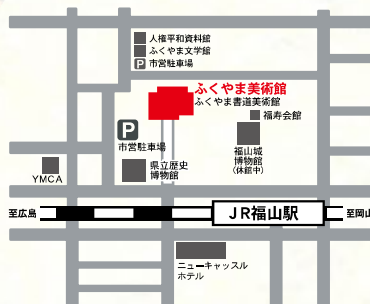 人権平和資料館
ふくやま文学館
P 市営駐車場
ふくやま美術館
ふくやま書道美術館
福寿会館
P
市営駐車場
福山城
博物館
(休館中)
県立歴史
博物館
YMCA
至広島
JR福山駅
至岡山
ニューキャッスル
ホテル